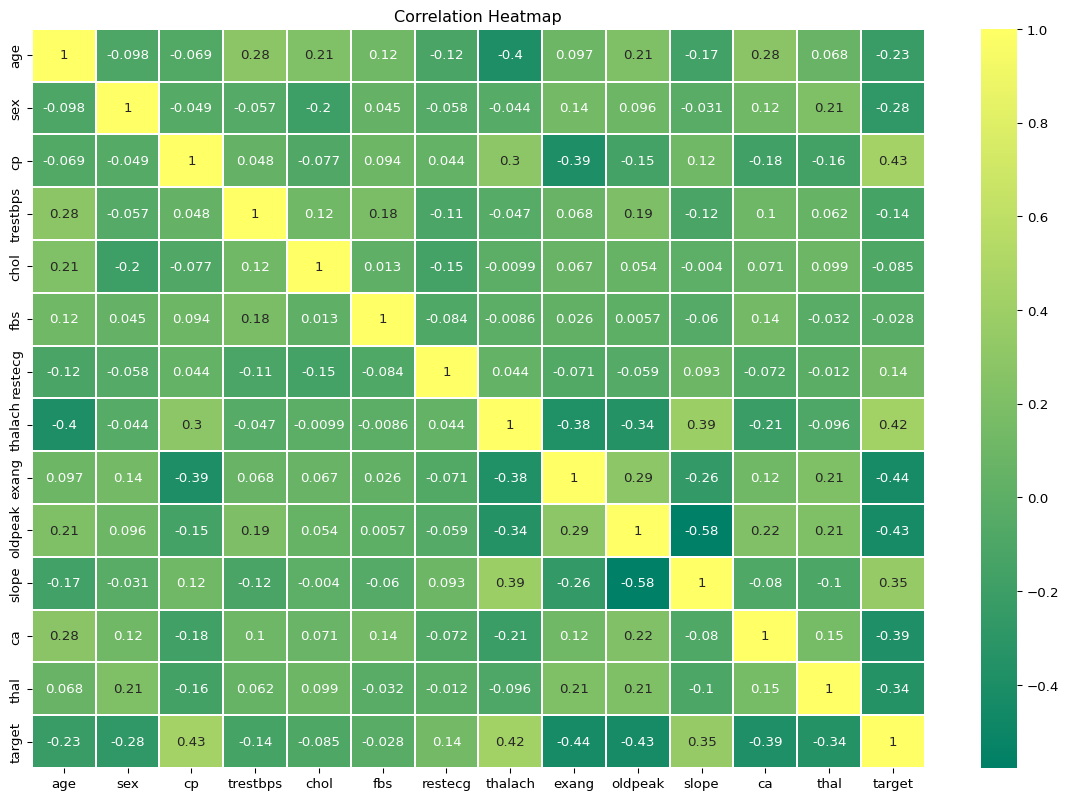 Correlation Heatmap
age 1 -0.098 -0.069 0.28 0.21 0.12 -0.12 -0.4 0.097 0.21 -0.17 0.28 0.068 -0.23
sex -0.098 1 -0.049 -0.057 -0.2 0.045 -0.058 -0.044 0.14 0.096 -0.031 0.12 0.21 -0.28
cp -0.069 -0.049 1 0.048 -0.077 0.094 0.044 0.3 -0.39 -0.15 0.12 -0.18 -0.16 0.43
trestbps 0.28 -0.057 0.048 1 0.12 0.18 -0.11 -0.047 0.068 0.19 -0.12 0.1 0.062 -0.14
chol 0.21 -0.2 -0.077 0.12 1 0.013 -0.15 -0.0099 0.067 0.054 -0.004 0.071 0.099 -0.085
fbs 0.12 0.045 0.094 0.18 0.013 1 -0.084 -0.0086 0.026 0.0057 -0.06 0.14 -0.032 -0.028
restecg -0.12 -0.058 0.044 -0.11 -0.15 -0.084 1 0.044 -0.071 -0.059 0.093 -0.072 -0.012 0.14
thalach -0.4 -0.044 0.3 -0.047 -0.0099 -0.0086 0.044 1 -0.38 -0.34 0.39 -0.21 -0.096 0.42
exang 0.097 0.14 -0.39 0.068 0.067 0.026 -0.071 -0.38 1 0.29 -0.26 0.12 0.21 -0.44
oldpeak 0.21 0.096 -0.15 0.19 0.054 0.0057 -0.059 -0.34 0.29 1 -0.58 0.22 0.21 -0.43
slope -0.17 -0.031 0.12 -0.12 -0.004 -0.06 0.093 0.39 -0.26 -0.58 1 -0.08 -0.1 0.35
ca 0.28 0.12 -0.18 0.1 0.071 0.14 -0.072 -0.21 0.12 0.22 -0.08 1 0.15 -0.39
thal 0.068 0.21 -0.16 0.062 0.099 -0.032 -0.012 -0.096 0.21 0.21 -0.1 0.15 1 -0.34
target -0.23 -0.28 0.43 -0.14 -0.085 -0.028 0.14 0.42 -0.44 -0.43 0.35 -0.39 -0.34 1
age sex cp trestbps chol fbs restecg thalach exang oldpeak slope ca thal target
1.0
0.8
0.6
0.4
0.2
0.0
−0.2
−0.4